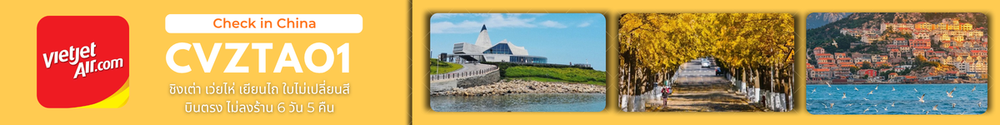 vietjet
Air.com
Check in China
CVZTAO1
ชิงเต่า เว่ยไห่ เยียนไถ ใบไม่เปลี่ยนสี
บินตรง ไม่ลงร้าน 6 วัน 5 คืน